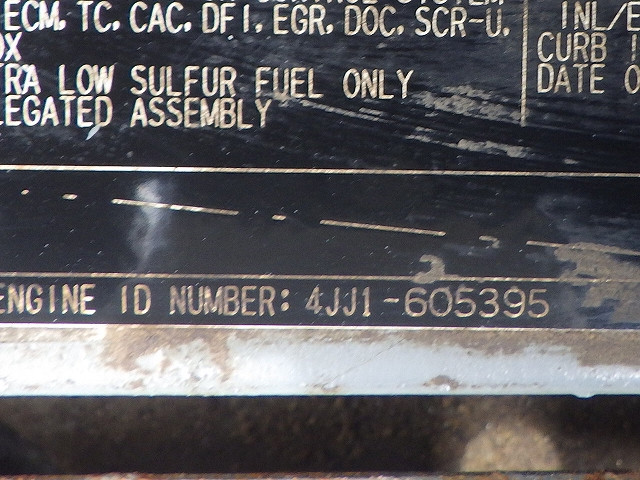 ECM, TC, CAC, DFI, EGR, DOC, SCR-U,
OX
TRA LOW SULFUR FUEL ONLY
LEGATED ASSEMBLY
INL/E
CURB I
DATE O
ENGINE ID NUMBER: 4JJ1-605395